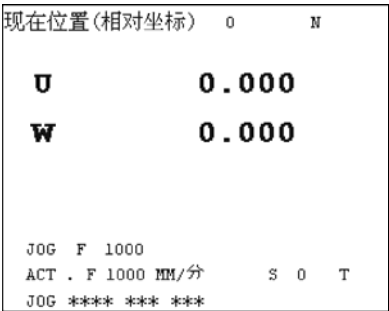 现在位置(相对坐标) O N
U 0.000
W 0.000
JOG F 1000
ACT . F 1000 MM/分 S 0 T
JOG **** *** ***